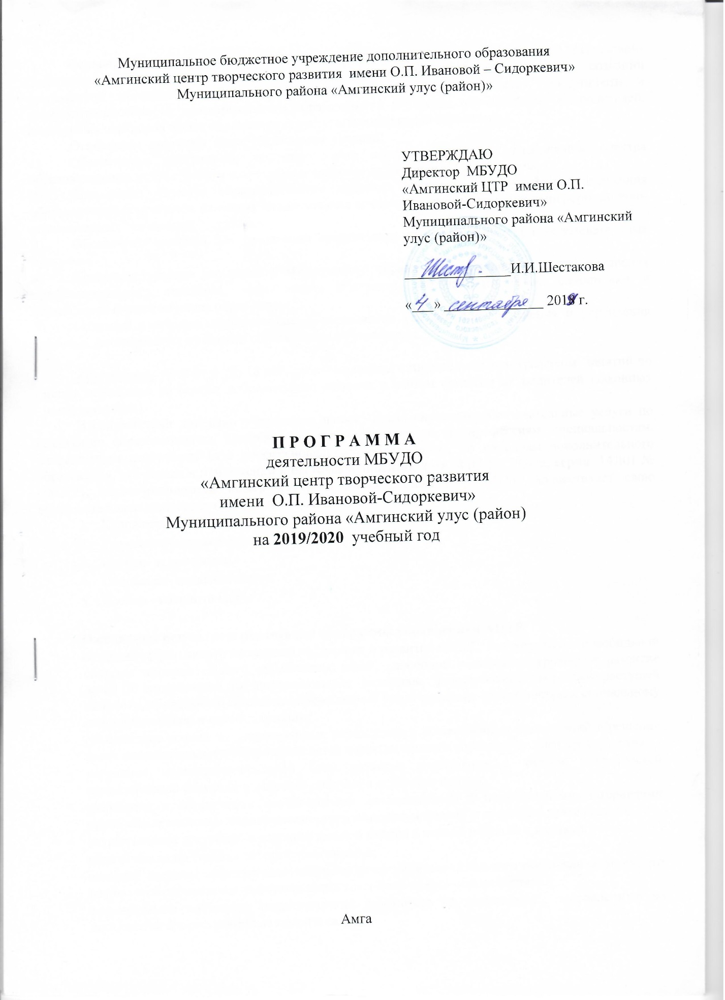 Муниципальное бюджетное учреждение дополнительного образования
«Амгинский центр творческого развития имени О.П. Ивановой – Сидоркевич»
Муниципального района «Амгинский улус (район)»
УТВЕРЖДАЮ
Директор МБУДО
«Амгинский ЦТР имени О.П.
Ивановой-Сидоркевич»
Муниципального района «Амгинский
улус (район)»
И.И.Шестакова
«4» сентября 2019 г.
П Р О Г Р А М М А
деятельности МБУДО
«Амгинский центр творческого развития
имени О.П. Ивановой-Сидоркевич»
Муниципального района «Амгинский улус (район)
на 2019/2020 учебный год
Амга